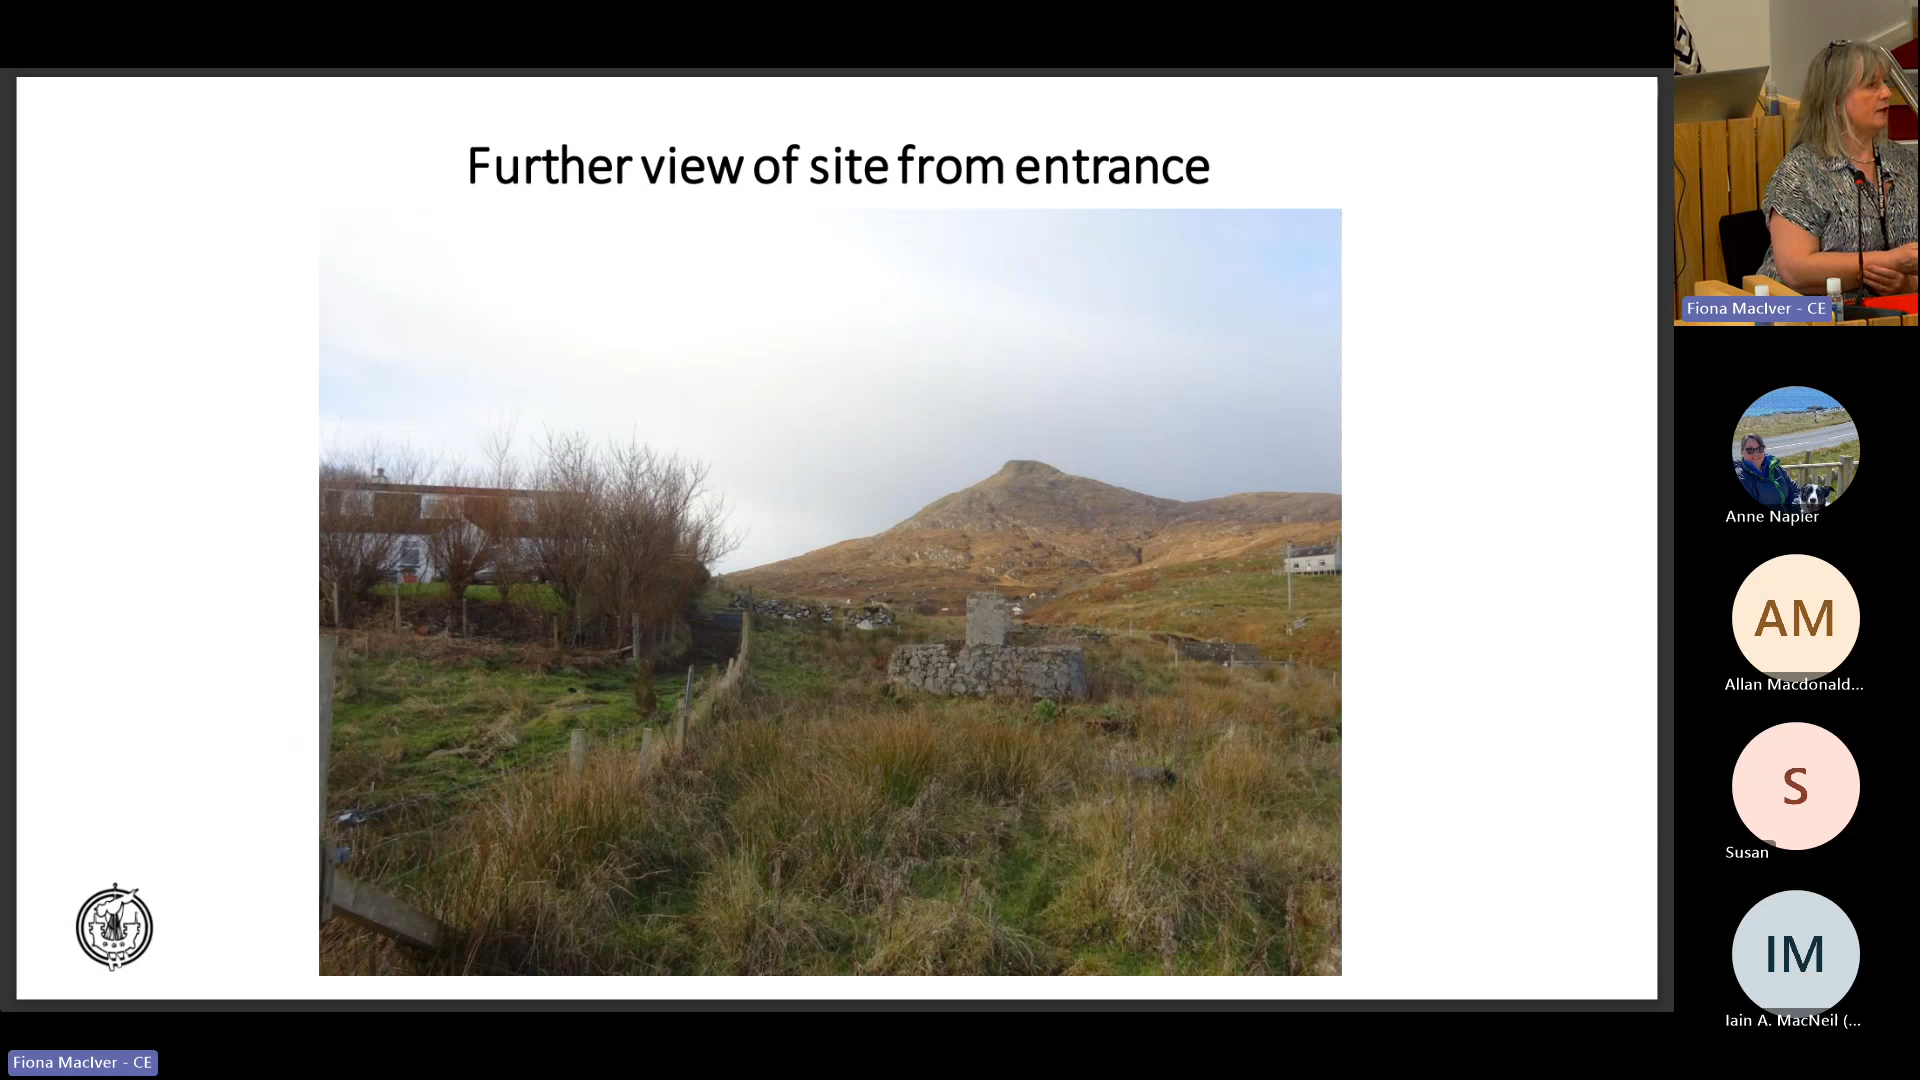 Further view of site from entrance
Fiona MacIver - CE
Anne Napier
AM
Allan Macdonald...
S
Susan
IM
Iain A. MacNeil (...
Fiona MacIver - CE